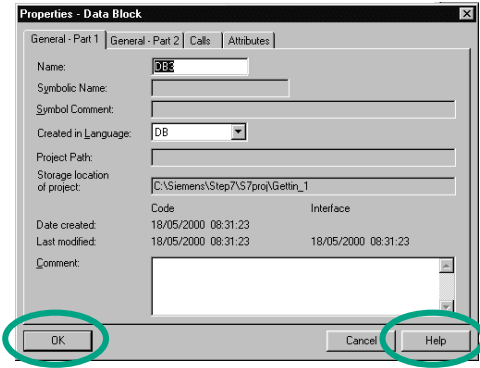 Properties - Data Block
General - Part 1 General - Part 2 Calls Attributes
Name: DB3
Symbolic Name:
Symbol Comment:
Created in Language: DB
Project Path:
Storage location
of project: C:\Siemens\Step7\S7proj\Gettin_1
Code Interface
Date created: 18/05/2000 08:31:23
Last modified: 18/05/2000 08:31:23 18/05/2000 08:31:23
Comment:
OK Cancel Help